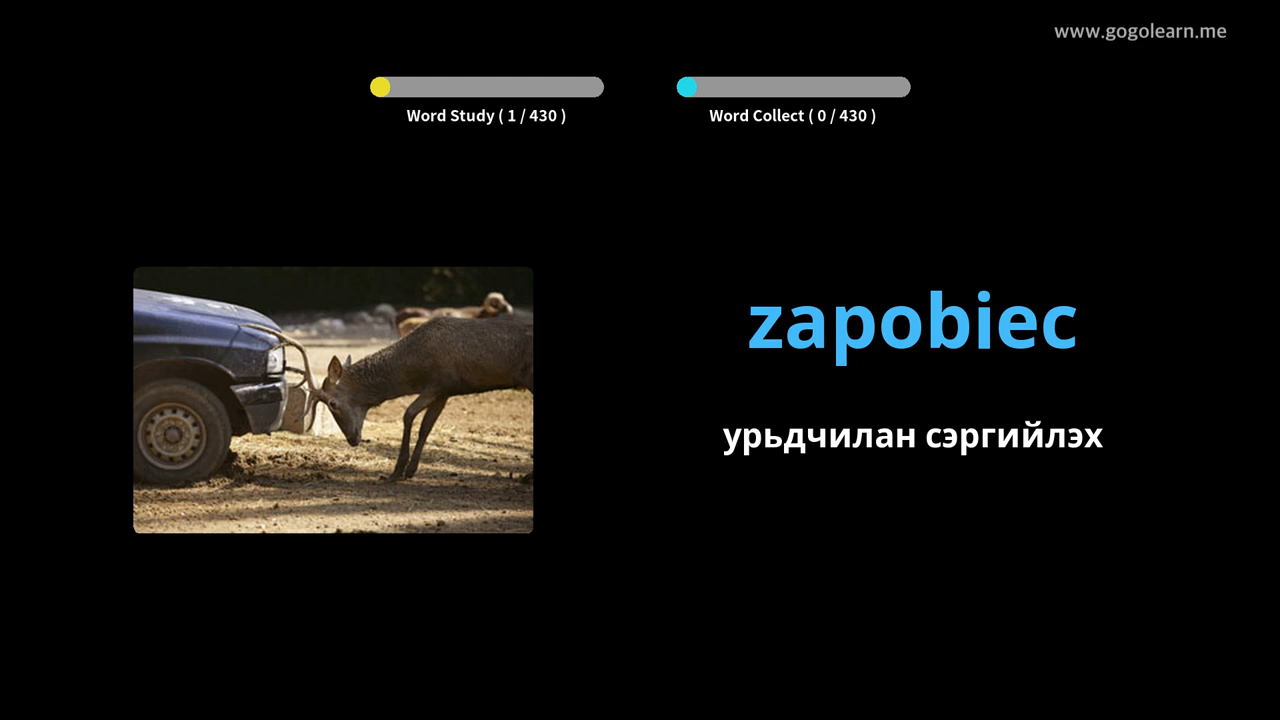 www.gogolearn.me
Word Study ( 1 / 430 )
Word Collect ( 0 / 430 )
zapobiec
урьдчилан сэргийлэх